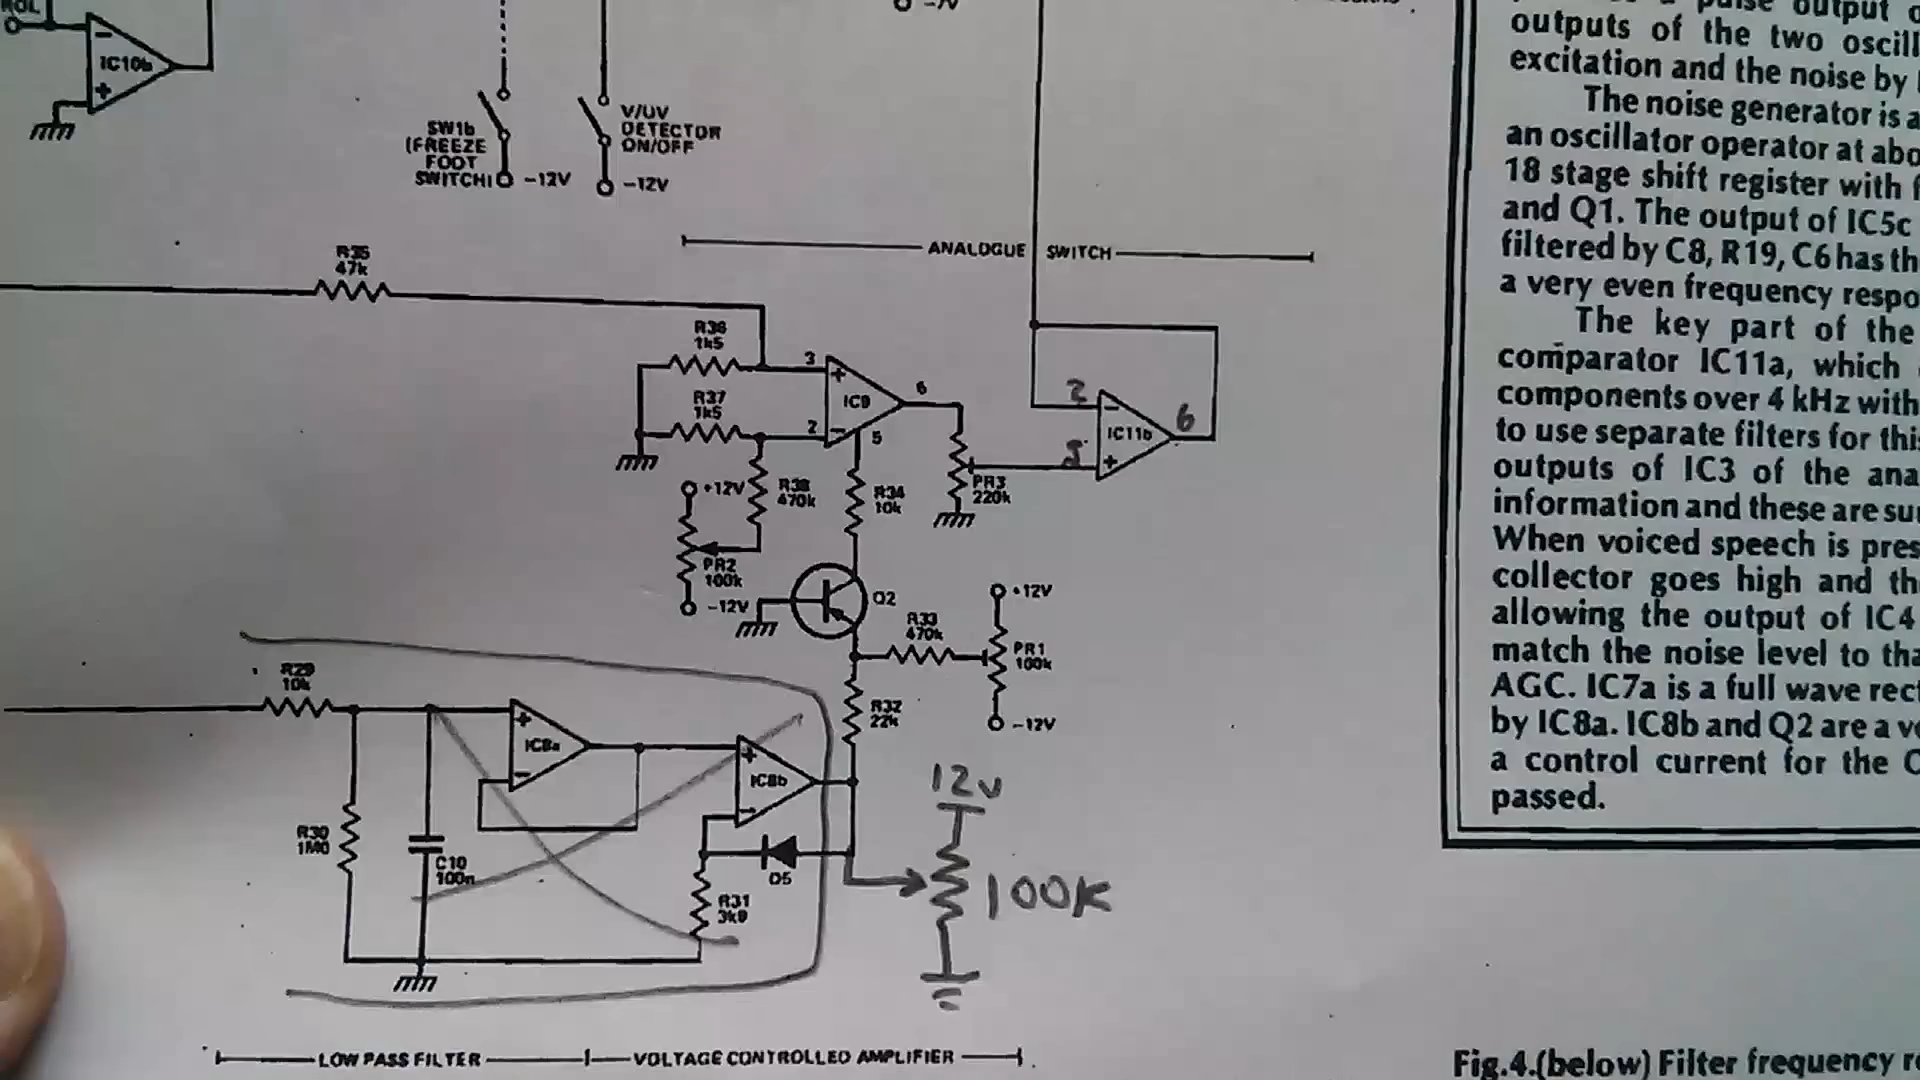 -7V
IC10b
SW1b
(FREEZE
FOOT
SWITCH)
-12V
V/UV
DETECTOR
ON/OFF
-12V
ANALOGUE SWITCH
R35
47k
R36
1k5
R37
1k5
3
+
IC9
6
2
-
5
2
-
IC11b
6
+
+12V
R38
470k
R34
10k
PR3
220k
PR2
100k
-12V
Q2
R33
470k
+12V
PR1
100k
-12V
R32
22k
R29
10k
+
IC8a
-
+
IC8b
-
R30
1M0
C10
100n
D5
R31
3k9
12v
100K
LOW PASS FILTER
VOLTAGE CONTROLLED AMPLIFIER
pulse output
outputs of the two oscill
excitation and the noise by
The noise generator is a
an oscillator operator at abo
18 stage shift register with f
and Q1. The output of IC5c
filtered by C8, R19, C6 has th
a very even frequency respo
The key part of the
comparator IC11a, which
components over 4 kHz with
to use separate filters for this
outputs of IC3 of the ana
information and these are su
When voiced speech is pres
collector goes high and th
allowing the output of IC4
match the noise level to tha
AGC. IC7a is a full wave rect
by IC8a. IC8b and Q2 are a v
a control current for the
passed.
Fig.4.(below) Filter frequency re